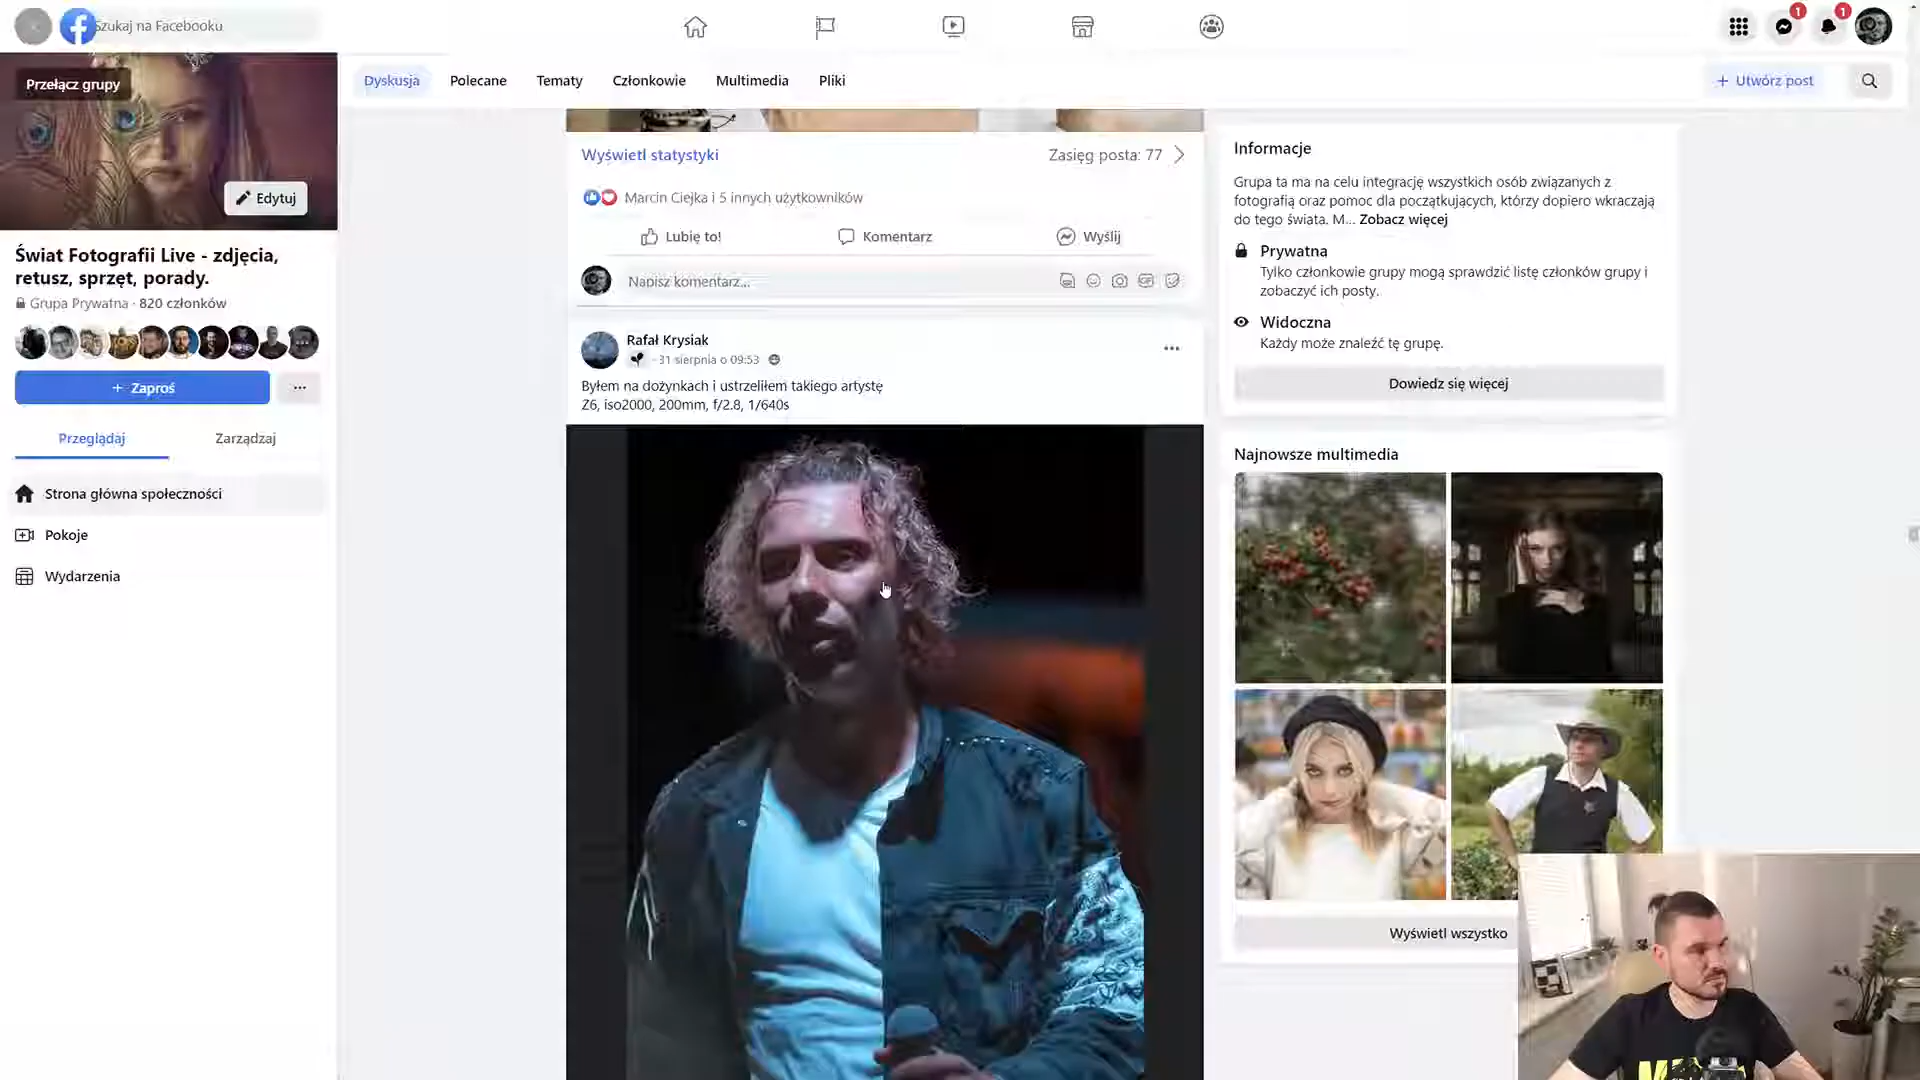 Szukaj na Facebooku
1
1
Przełącz grupy
Edytuj
Świat Fotografii Live - zdjęcia,
retusz, sprzęt, porady.
Grupa Prywatna · 820 członków
+ Zaproś
Przeglądaj
Zarządzaj
Strona główna społeczności
Pokoje
Wydarzenia
Dyskusja
Polecane
Tematy
Członkowie
Multimedia
Pliki
+ Utwórz post
Wyświetl statystyki
Zasięg posta: 77
Marcin Ciejka i 5 innych użytkowników
Lubię to!
Komentarz
Wyślij
Napisz komentarz...
Rafał Krysiak
· 31 sierpnia o 09:53
Byłem na dożynkach i ustrzeliłem takiego artystę
Z6, iso2000, 200mm, f/2.8, 1/640s
Informacje
Grupa ta ma na celu integrację wszystkich osób związanych z
fotografią oraz pomoc dla początkujących, którzy dopiero wkraczają
do tego świata. M... Zobacz więcej
Prywatna
Tylko członkowie grupy mogą sprawdzić listę członków grupy i
zobaczyć ich posty.
Widoczna
Każdy może znaleźć tę grupę.
Dowiedz się więcej
Najnowsze multimedia
Wyświetl wszystko